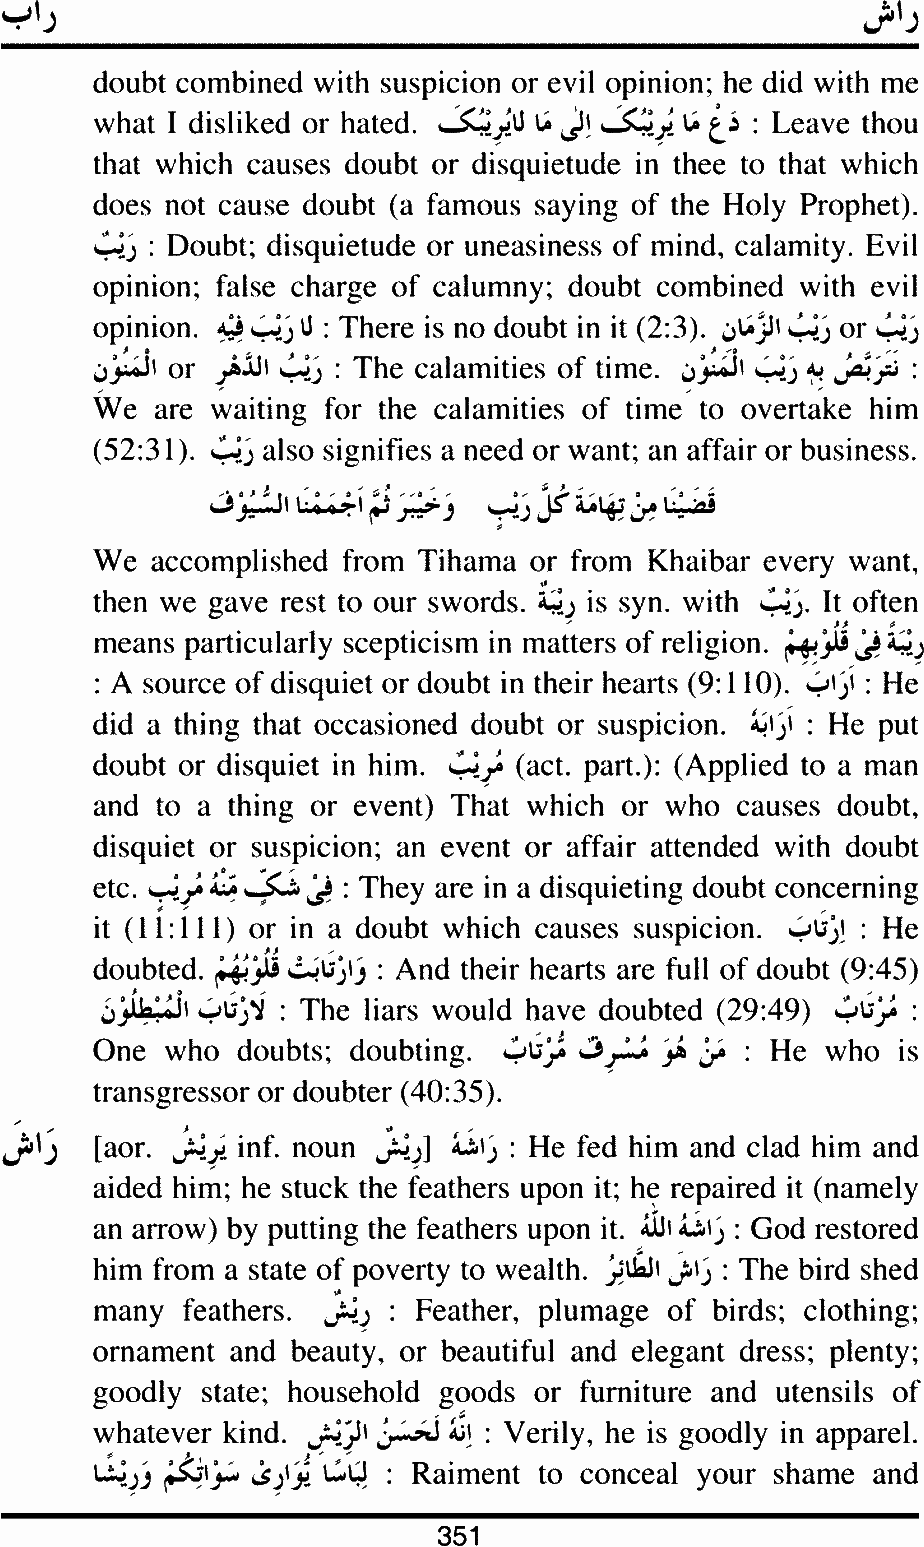 راب راش
doubt combined with suspicion or evil opinion; he did with me
what I disliked or hated. دَعْ مَا يُرِيْبُکَ اِلٰی مَا لَايُرِيْبُکَ : Leave thou
that which causes doubt or disquietude in thee to that which
does not cause doubt (a famous saying of the Holy Prophet).
رَيْبٌ : Doubt; disquietude or uneasiness of mind, calamity. Evil
opinion; false charge of calumny; doubt combined with evil
opinion. لَا رَيْبَ فِيْهِ : There is no doubt in it (2:3). رَيْبُ الزَّمَانِ or رَيْبُ
الْمَنُوْنِ or رَيْبُ الدَّهْرِ : The calamities of time. نَتَرَبَّصُ بِهٖ رَيْبَ الْمَنُوْنِ :
We are waiting for the calamities of time to overtake him
(52:31). رَيْبٌ also signifies a need or want; an affair or business.
قَضَيْنَا مِنْ تِهَامَةَ كُلَّ رَيْبٍ وَخَيْبَرَ ثُمَّ اَجْمَمْنَا السُّيُوْفَ
We accomplished from Tihama or from Khaibar every want,
then we gave rest to our swords. رِيْبَةٌ is syn. with رَيْبٌ. It often
means particularly scepticism in matters of religion. رِيْبَةً فِیْ قُلُوْبِهِمْ
: A source of disquiet or doubt in their hearts (9:110). اَرَابَ : He
did a thing that occasioned doubt or suspicion. اَرَابَهُ : He put
doubt or disquiet in him. مُرِيْبٌ (act. part.): (Applied to a man
and to a thing or event) That which or who causes doubt,
disquiet or suspicion; an event or affair attended with doubt
etc. فِیْ شَکٍّ مِّنْهُ مُرِيْبٍ : They are in a disquieting doubt concerning
it (11:111) or in a doubt which causes suspicion. اِرْتَابَ : He
doubted. وَارْتَابَتْ قُلُوْبُهُمْ : And their hearts are full of doubt (9:45)
لَارْتَابَ الْمُبْطِلُوْنَ : The liars would have doubted (29:49) مُرْتَابٌ :
One who doubts; doubting. مَنْ هُوَ مُسْرِفٌ مُرْتَابٌ : He who is
transgressor or doubter (40:35).
رَاشَ [aor. يَرِيْشُ inf. noun رَيْشٌ] رَاشَهُ : He fed him and clad him and
aided him; he stuck the feathers upon it; he repaired it (namely
an arrow) by putting the feathers upon it. رَاشَهُ اللّٰهُ : God restored
him from a state of poverty to wealth. رَاشَ الطَّائِرُ : The bird shed
many feathers. رِيْشٌ : Feather, plumage of birds; clothing;
ornament and beauty, or beautiful and elegant dress; plenty;
goodly state; household goods or furniture and utensils of
whatever kind. اِنَّهُ لَحَسَنُ الرِّيْشِ : Verily, he is goodly in apparel.
لِبَاسًا يُّوَارِیْ سَوْاٰتِكُمْ وَرِيْشًا : Raiment to conceal your shame and
351